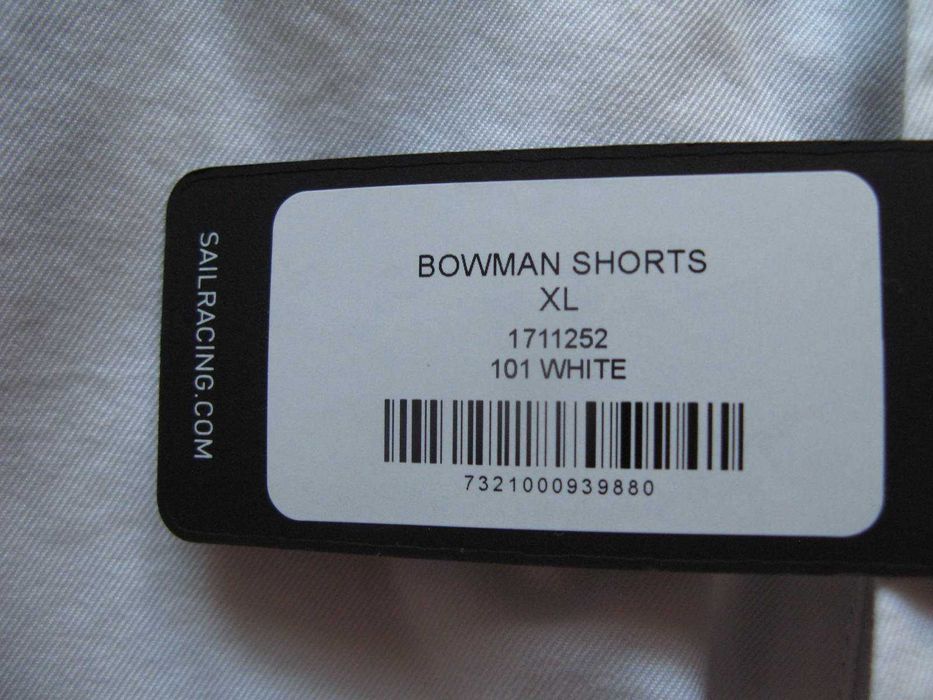 SAILRACING.COM
BOWMAN SHORTS
XL
1711252
101 WHITE
7321000939880